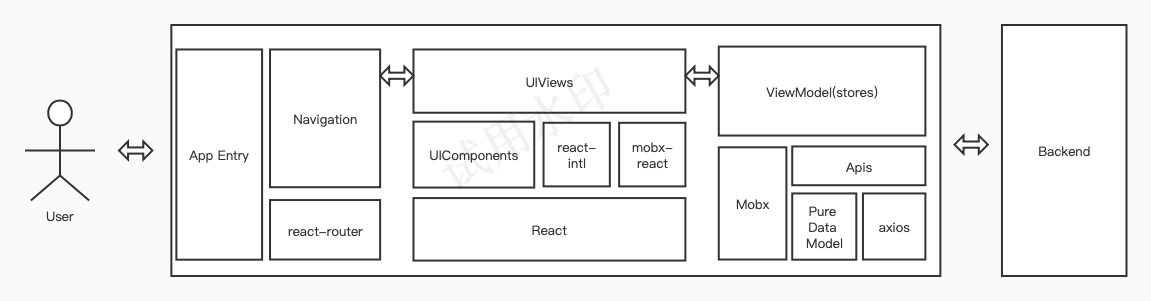 User
App Entry
Navigation
react-router
UIViews
UIComponents
react-
intl
mobx-
react
React
ViewModel(stores)
Mobx
Apis
Pure
Data
Model
axios
Backend
试用水印